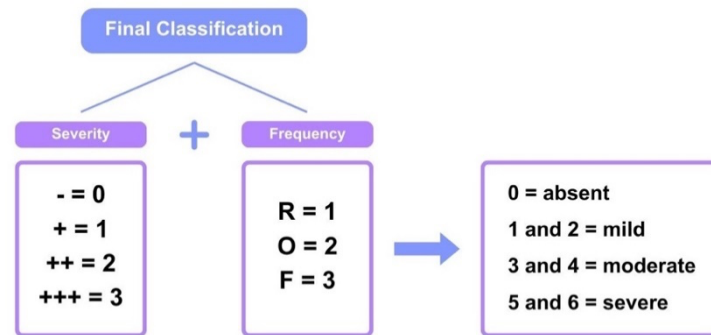 Final Classification
Severity
+
Frequency
- = 0
+ = 1
++ = 2
+++ = 3
R = 1
O = 2
F = 3
0 = absent
1 and 2 = mild
3 and 4 = moderate
5 and 6 = severe